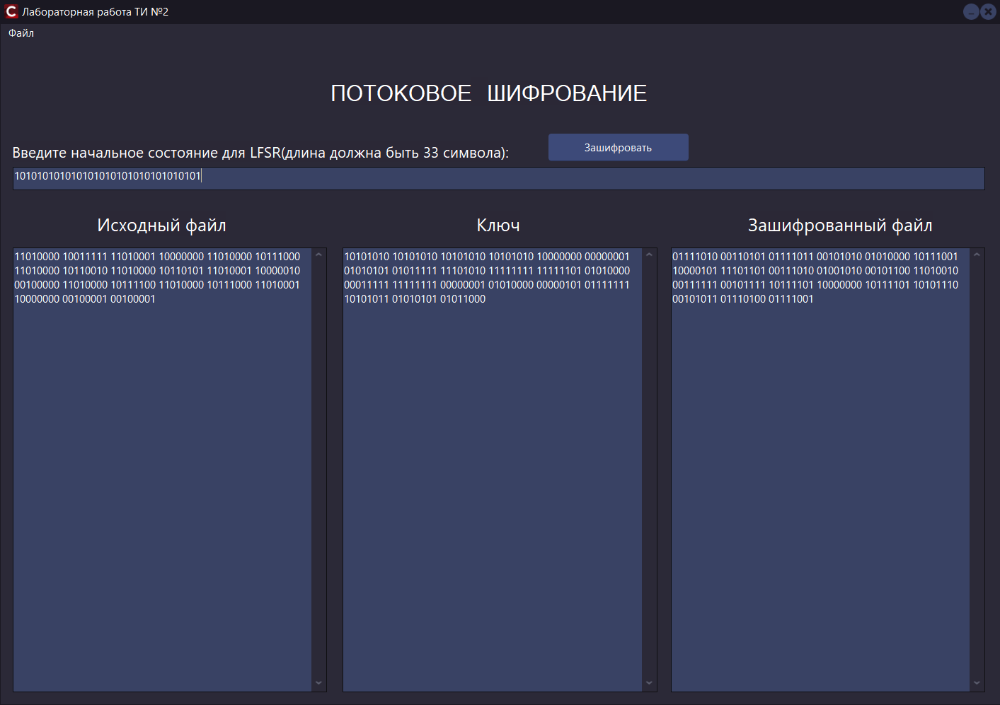 Лабораторная работа ТИ №2
Файл
ПОТОКОВОЕ ШИФРОВАНИЕ
Введите начальное состояние для LFSR(длина должна быть 33 символа):
Зашифровать
101010101010101010101010101010101
Исходный файл
11010000 10011111 11010001 10000000 11010000 10111000
11010000 10110010 11010000 10110101 11010001 10000010
00100000 11010000 10111100 11010000 10111000 11010001
10000000 00100001 00100001
Ключ
10101010 10101010 10101010 10101010 10000000 00000001
01010101 01011111 11101010 11111111 11111101 01010000
00011111 11111111 00000001 01010000 00000101 01111111
10101011 01010101 01011000
Зашифрованный файл
01111010 00110101 01111011 00101010 01010000 10111001
10000101 11101101 00111010 01001010 00101100 11010010
00111111 00101111 10111101 10000000 10111101 10101110
00101011 01110100 01111001